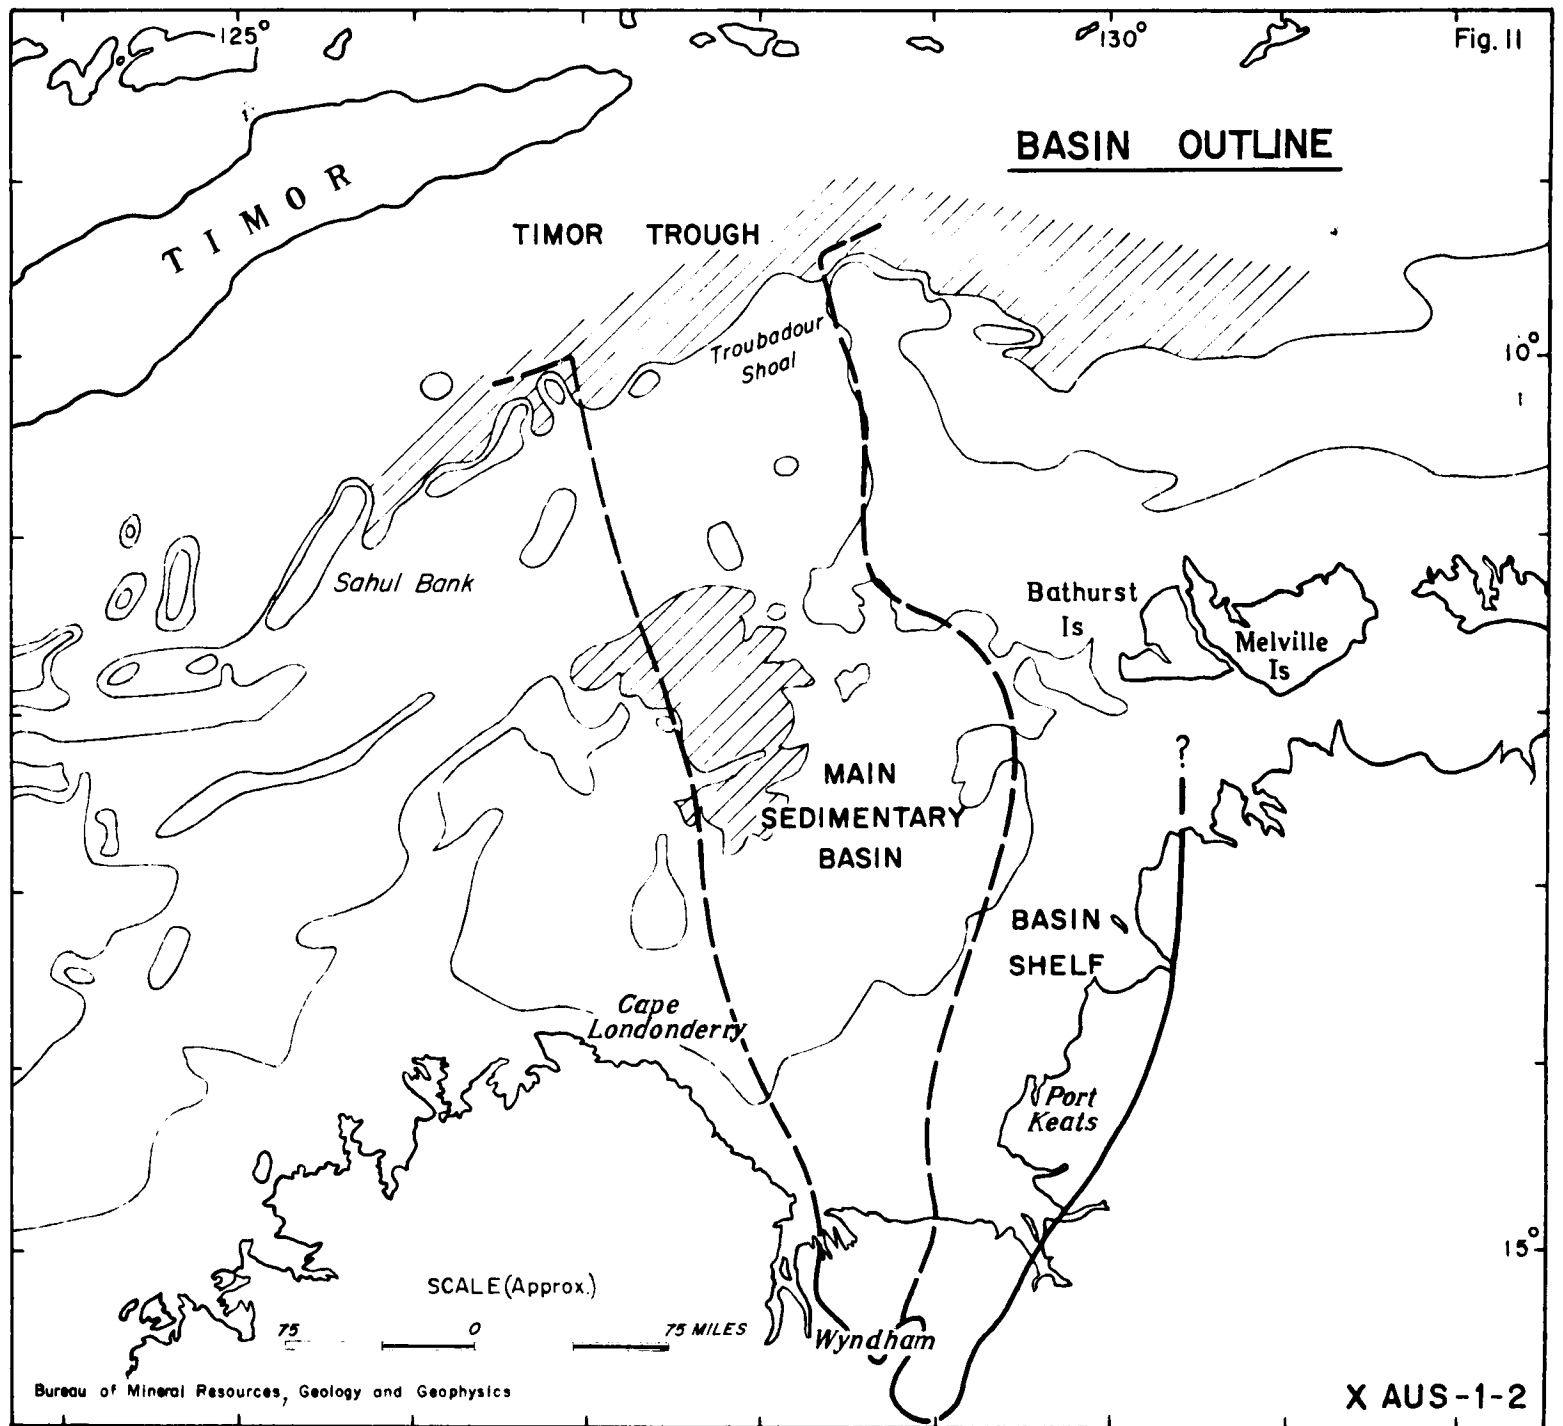 125°
130°
Fig. II
BASIN OUTLINE
TIMOR
TIMOR TROUGH
Troubadour
Shoal
10°
Sahul Bank
Bathurst
Is
Melville
Is
?
MAIN
SEDIMENTARY
BASIN
BASIN
SHELF
Cape
Londonderry
Port
Keats
15°
SCALE (Approx.)
75 0 75 MILES
Wyndham
Bureau of Mineral Resources, Geology and Geophysics
X AUS-1-2